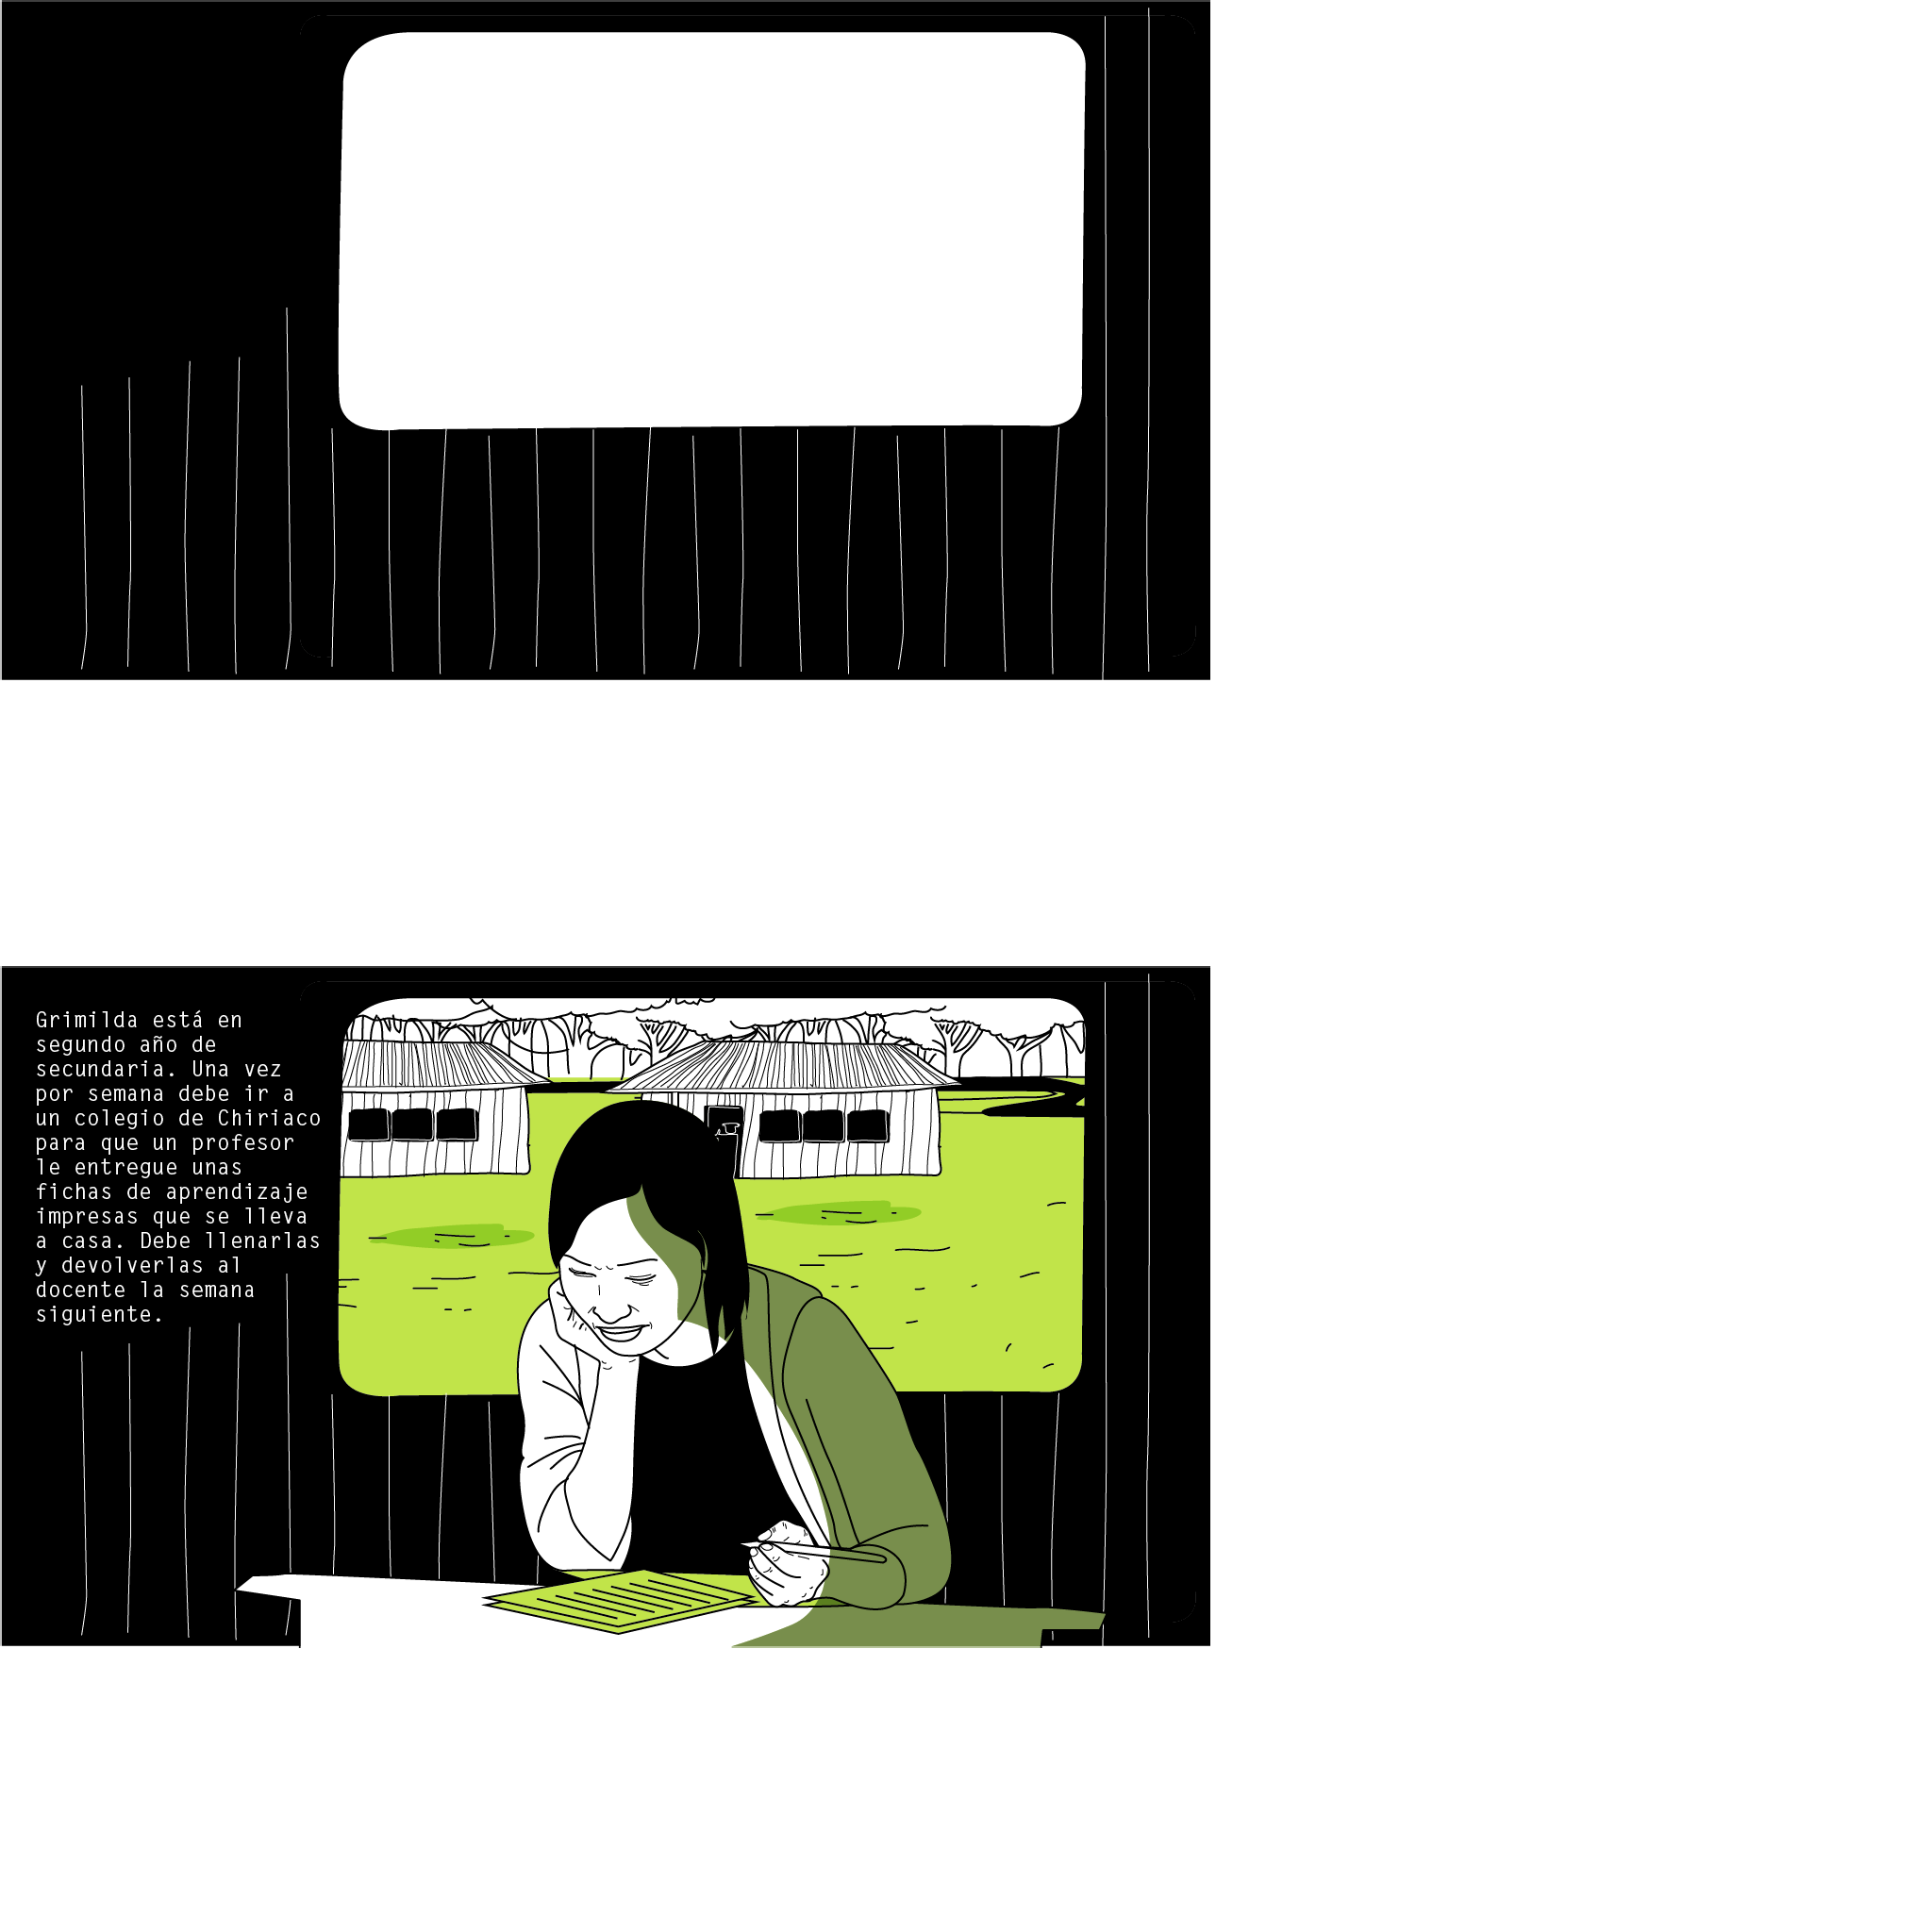 Grimilda está en
segundo año de
secundaria. Una vez
por semana debe ir a
un colegio de Chiriaco
para que un profesor
le entregue unas
fichas de aprendizaje
impresas que se lleva
a casa. Debe llenarlas
y devolverlas al
docente la semana
siguiente.